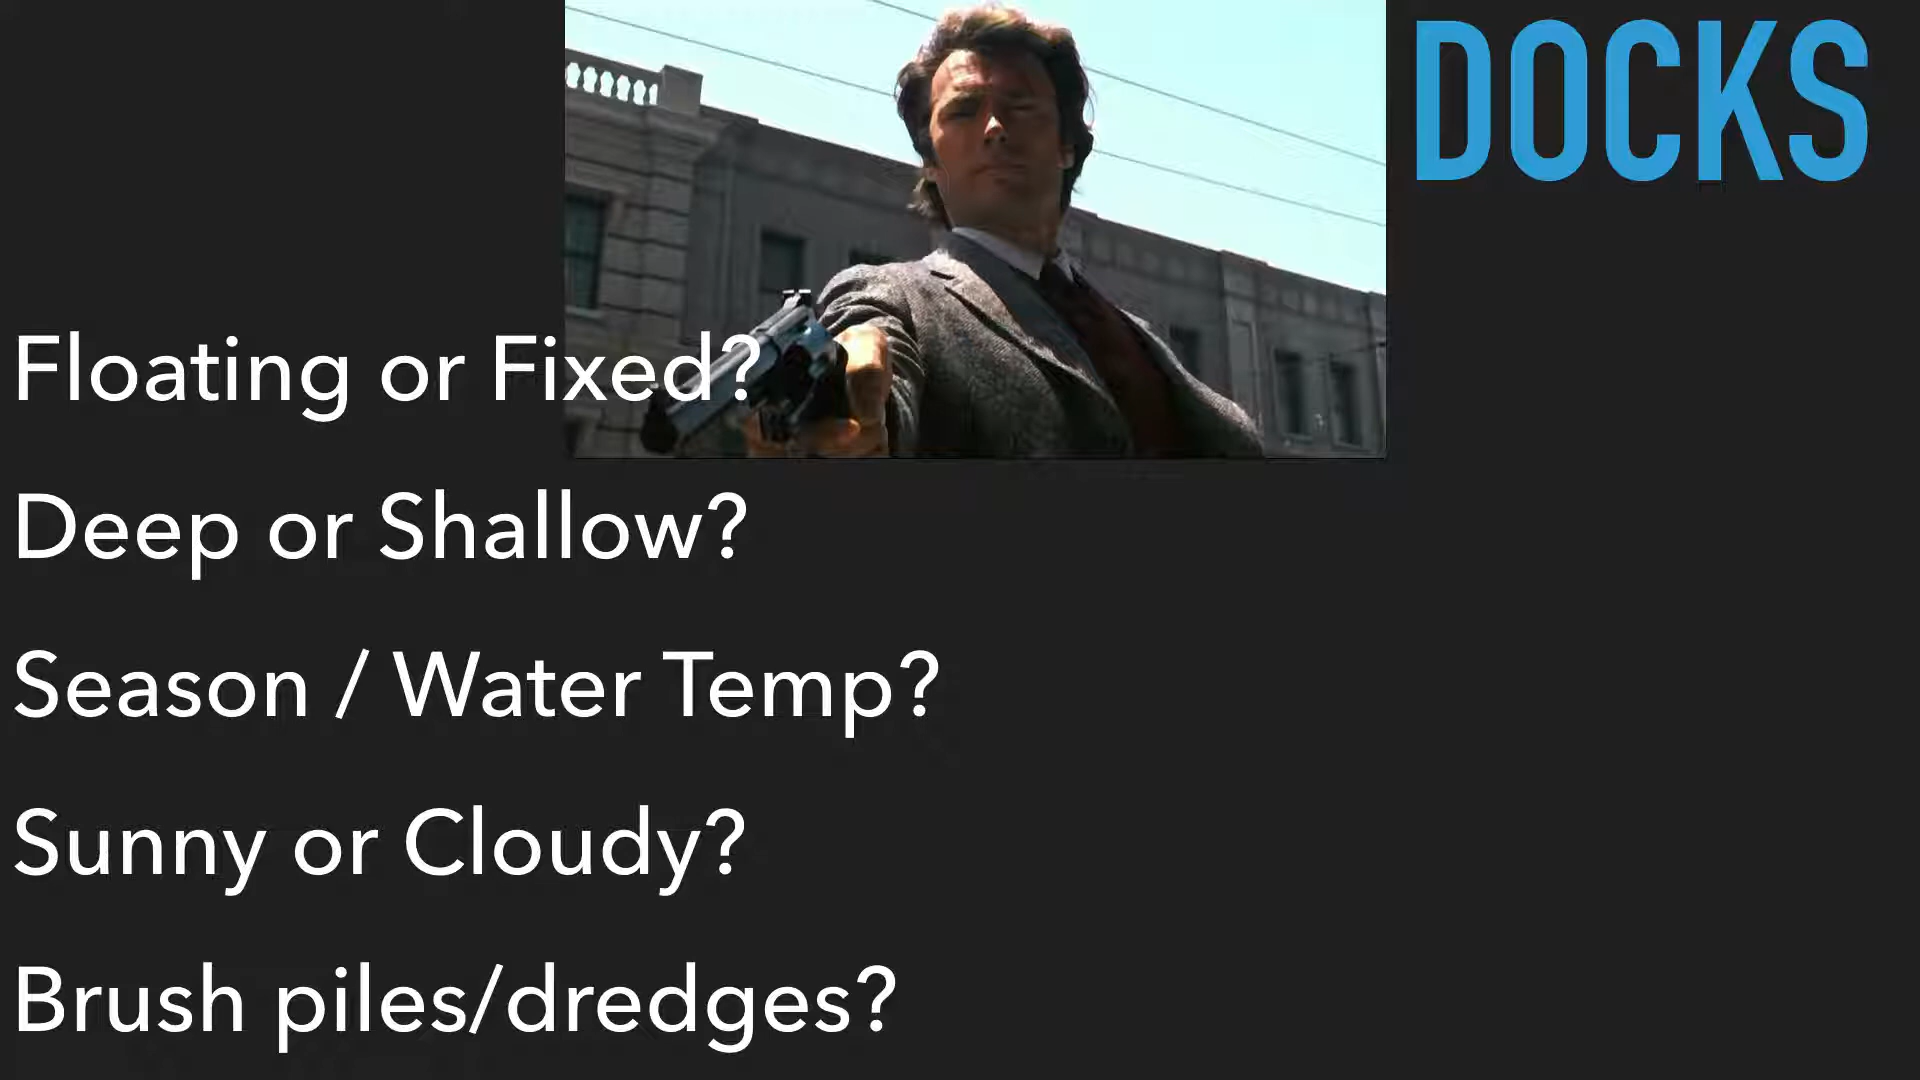 DOCKS
Floating or Fixed?
Deep or Shallow?
Season / Water Temp?
Sunny or Cloudy?
Brush piles/dredges?